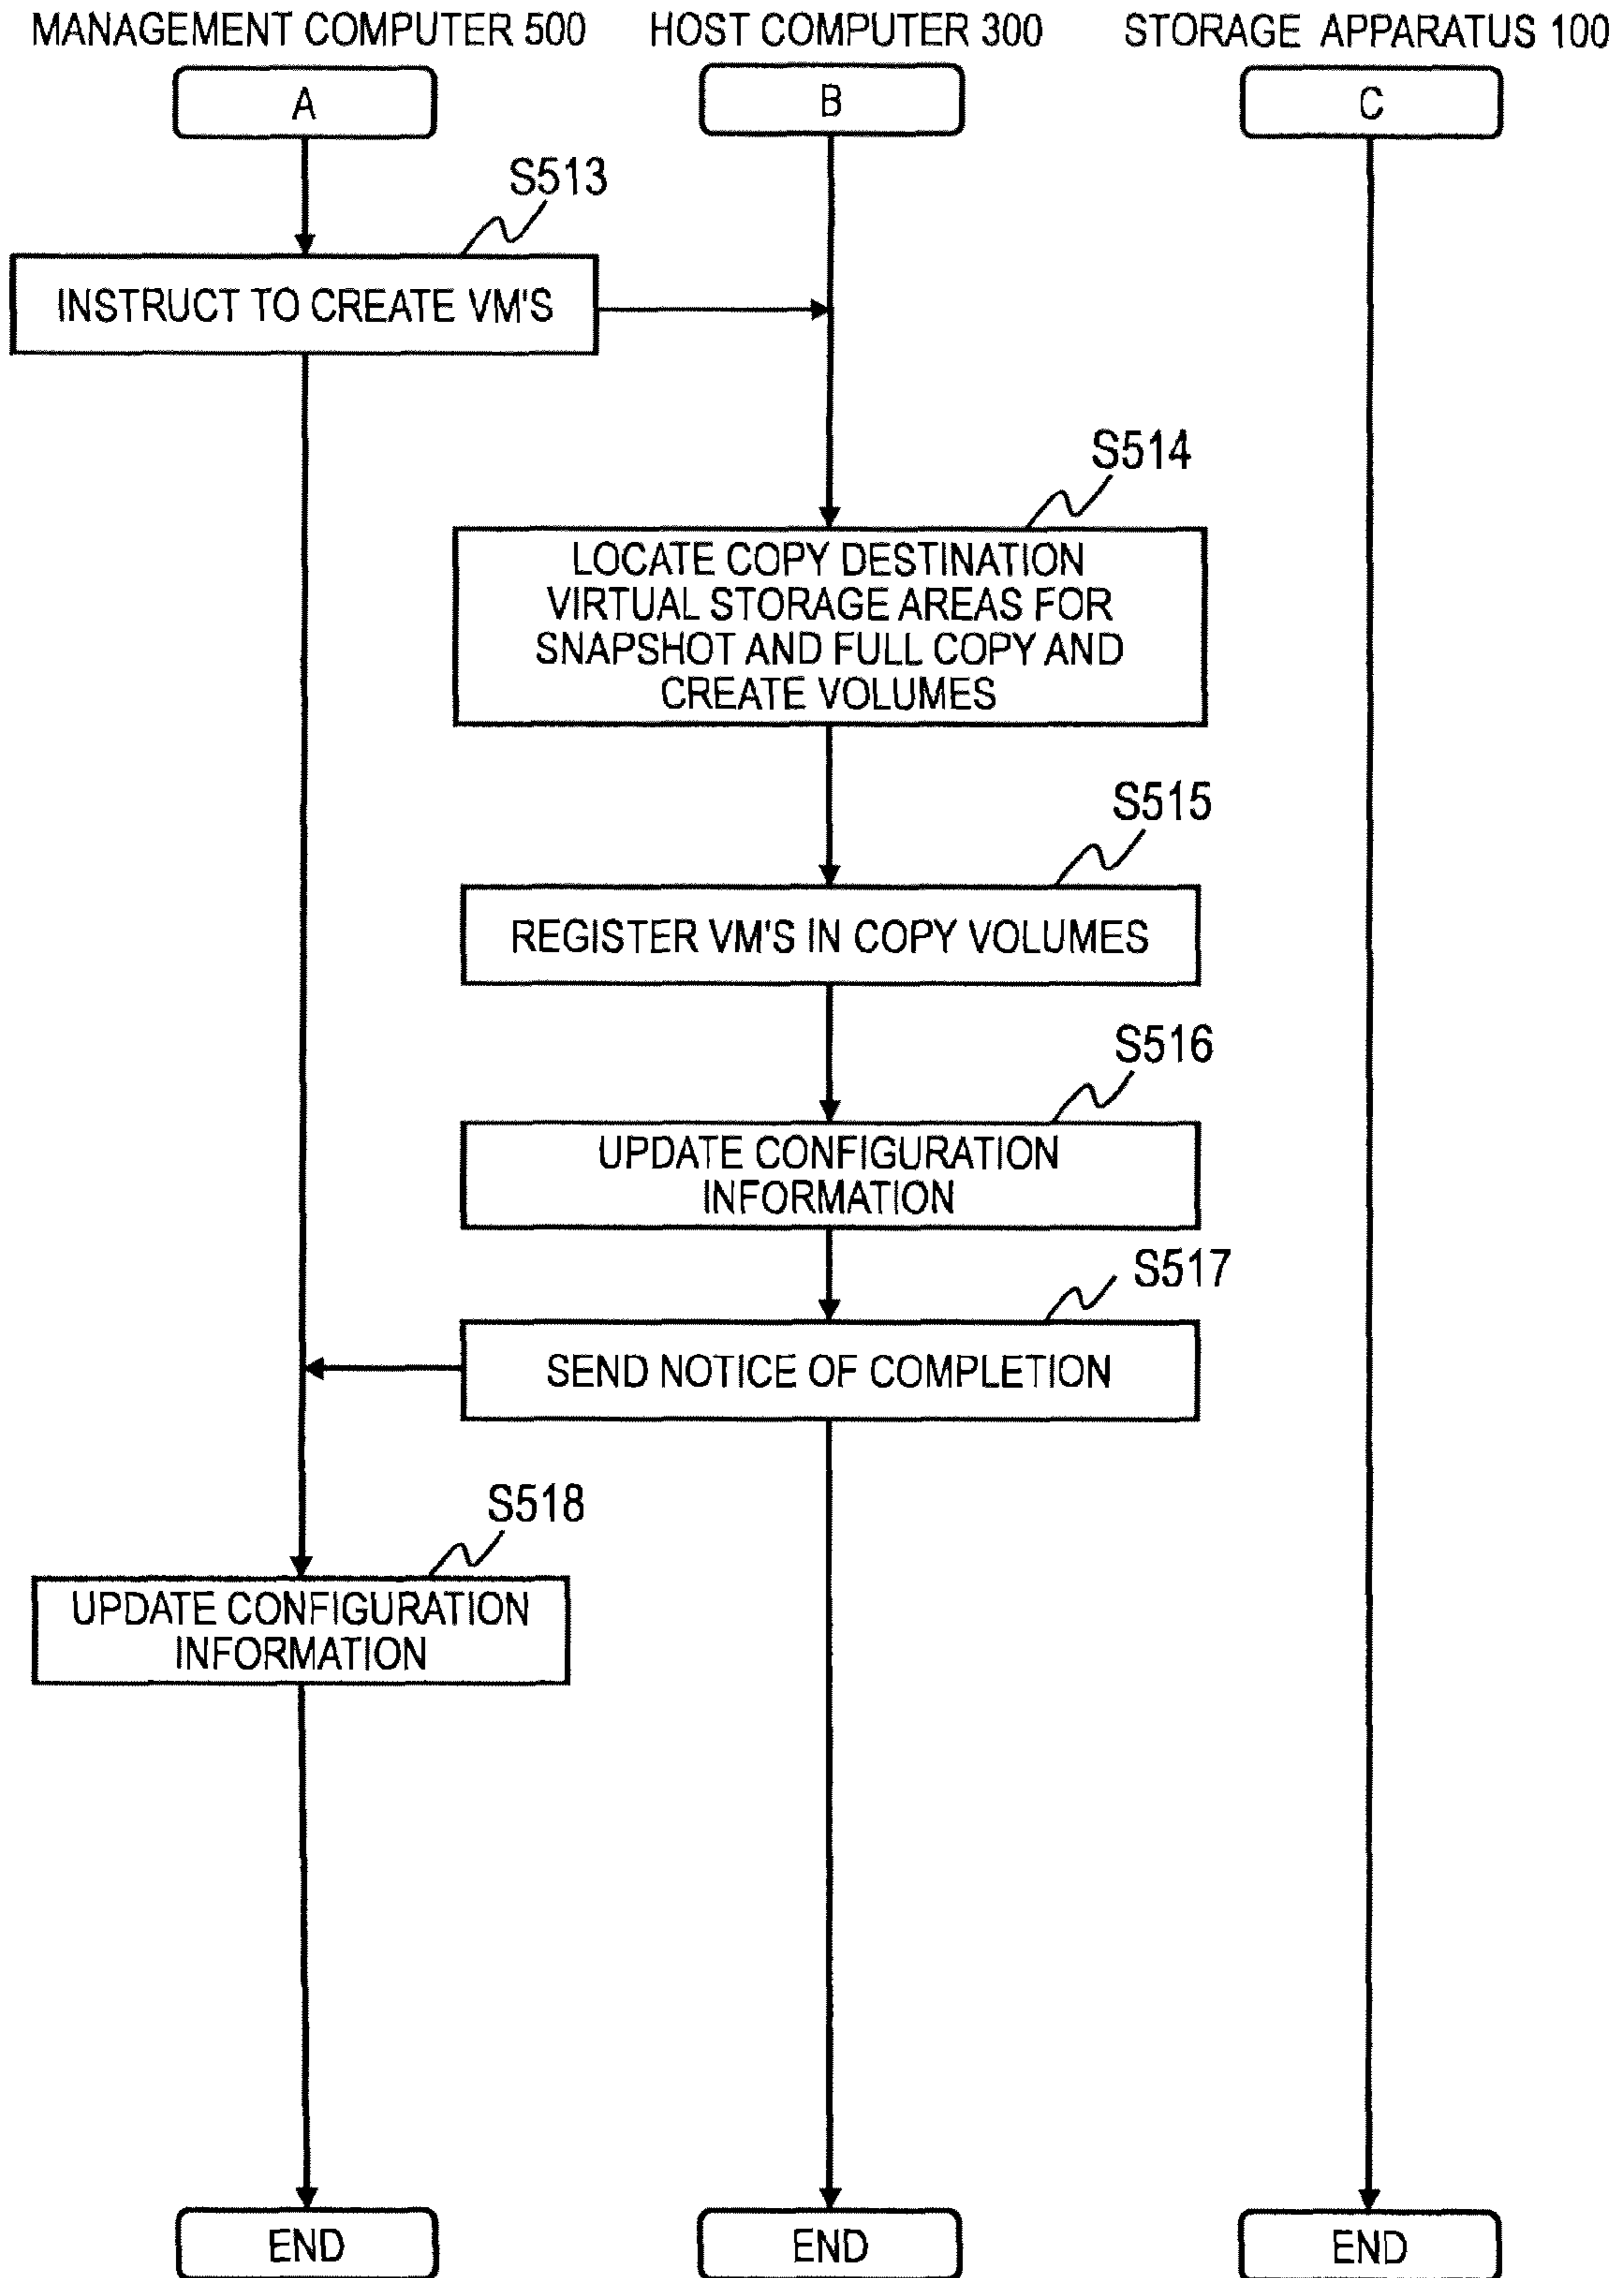 MANAGEMENT COMPUTER 500
HOST COMPUTER 300
STORAGE APPARATUS 100
A
B
C
S513
INSTRUCT TO CREATE VM'S
S514
LOCATE COPY DESTINATION
VIRTUAL STORAGE AREAS FOR
SNAPSHOT AND FULL COPY AND
CREATE VOLUMES
S515
REGISTER VM'S IN COPY VOLUMES
S516
UPDATE CONFIGURATION
INFORMATION
S517
SEND NOTICE OF COMPLETION
S518
UPDATE CONFIGURATION
INFORMATION
END
END
END